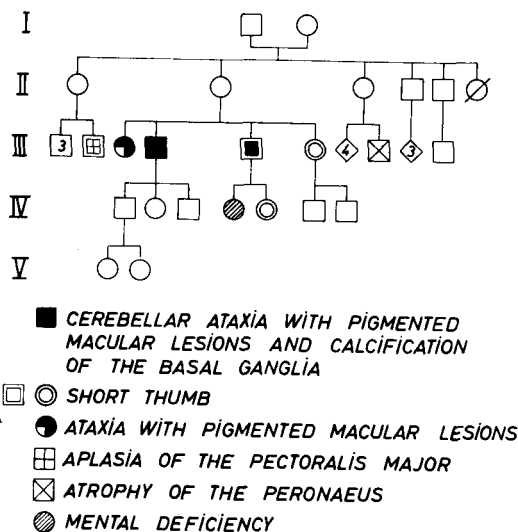 I
II
III 3 4 3
IV
V
CEREBELLAR ATAXIA WITH PIGMENTED
MACULAR LESIONS AND CALCIFICATION
OF THE BASAL GANGLIA
SHORT THUMB
ATAXIA WITH PIGMENTED MACULAR LESIONS
APLASIA OF THE PECTORALIS MAJOR
ATROPHY OF THE PERONAEUS
MENTAL DEFICIENCY